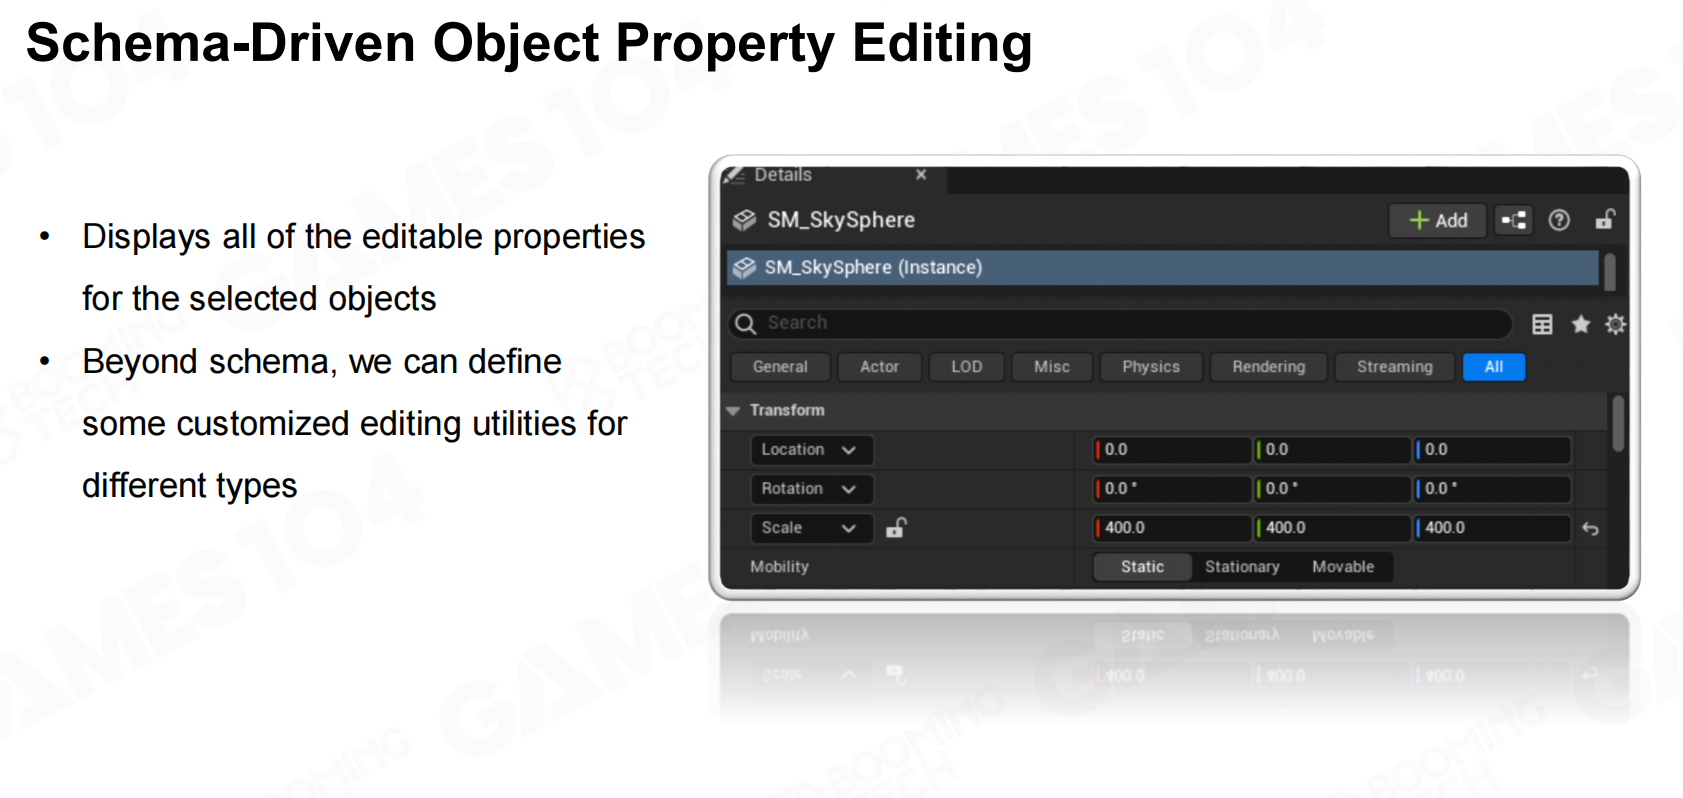 Schema-Driven Object Property Editing
• Displays all of the editable properties
for the selected objects
• Beyond schema, we can define
some customized editing utilities for
different types
Details
SM_SkySphere
Add
SM_SkySphere (Instance)
Search
General Actor LOD Misc Physics Rendering Streaming All
Transform
Location 0.0 0.0 0.0
Rotation 0.0 ° 0.0 ° 0.0 °
Scale 400.0 400.0 400.0
Mobility Static Stationary Movable
GAMES104
BOOMING
TECH